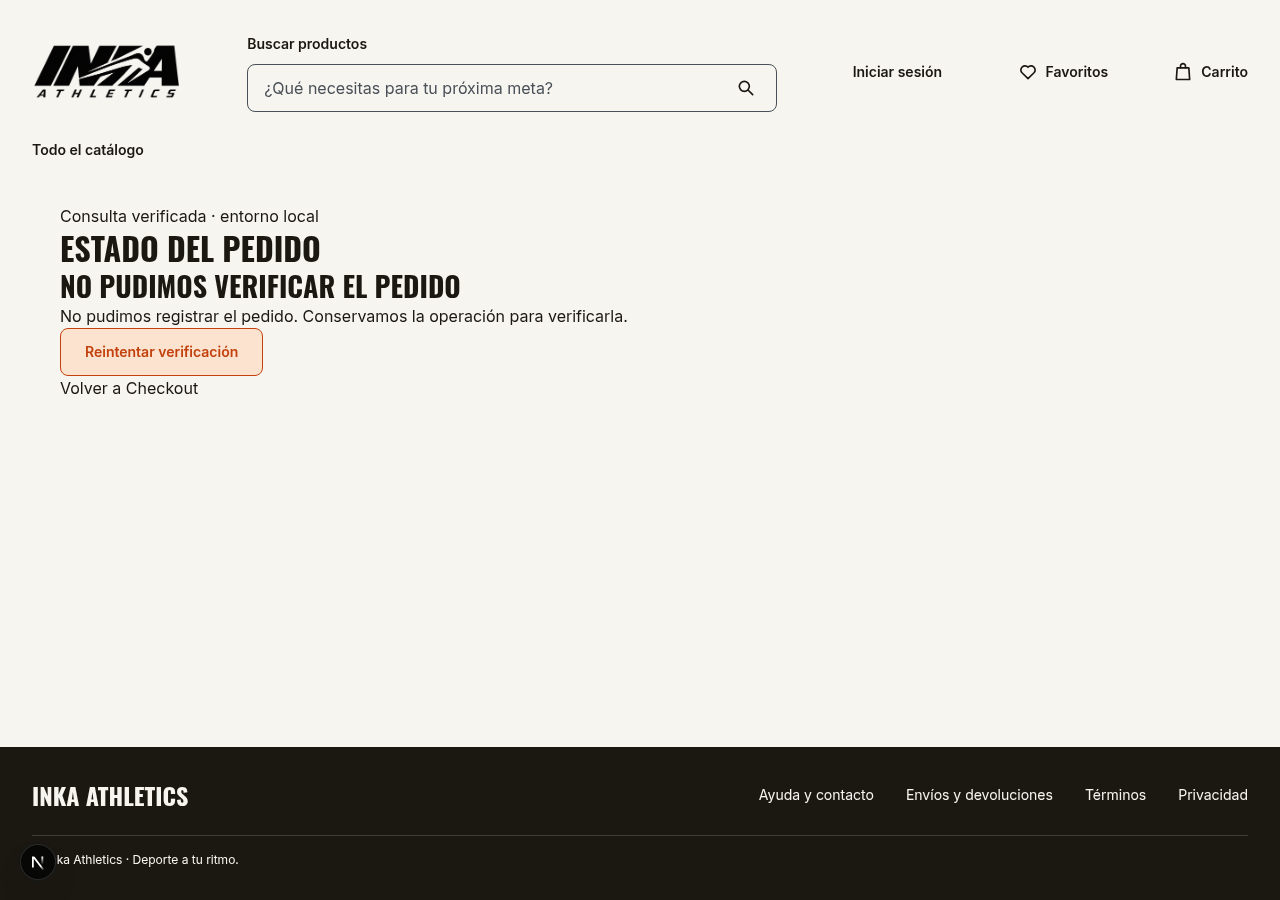 INKA
ATHLETICS
Buscar productos
¿Qué necesitas para tu próxima meta?
Iniciar sesión
Favoritos
Carrito
Todo el catálogo
Consulta verificada · entorno local
ESTADO DEL PEDIDO
NO PUDIMOS VERIFICAR EL PEDIDO
No pudimos registrar el pedido. Conservamos la operación para verificarla.
Reintentar verificación
Volver a Checkout
INKA ATHLETICS
Ayuda y contacto
Envíos y devoluciones
Términos
Privacidad
N
ka Athletics · Deporte a tu ritmo.